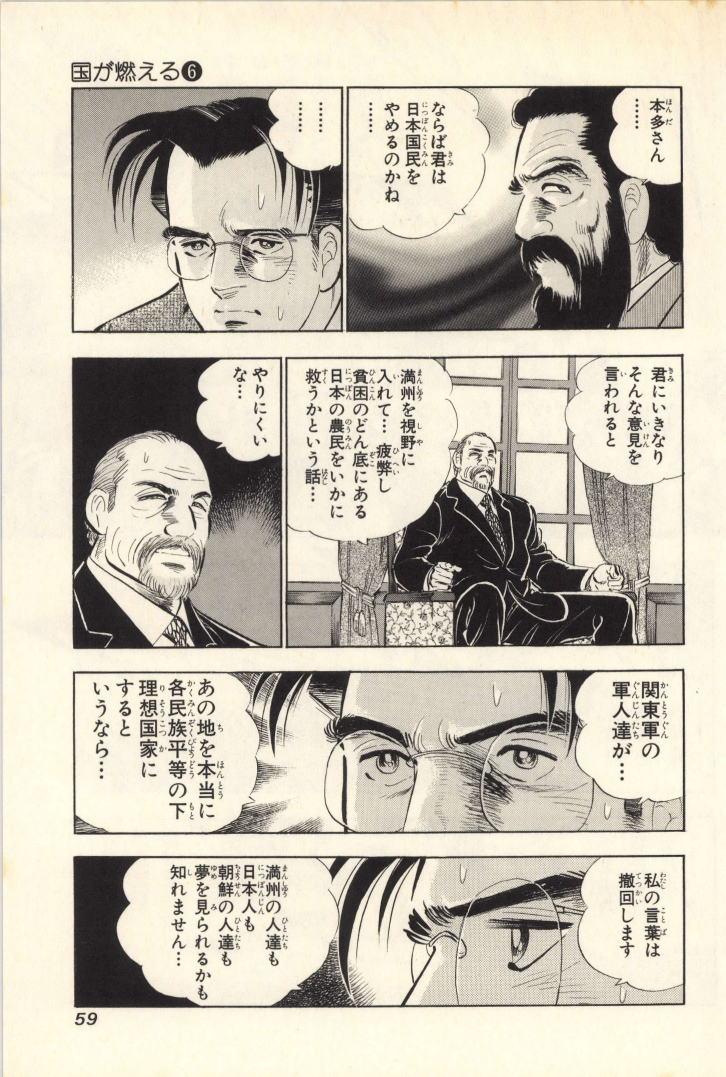 国が燃える❻
本多さん
……
ならば君は
日本国民を
やめるのかね
……
……
……
君にいきなり
そんな意見を
言われると
満州を視野に
入れて…疲弊し
貧困のどん底にある
日本の農民をいかに
救うかという話…
やりにくい
な…
関東軍の
軍人達が…
あの地を本当に
各民族平等の下
理想国家に
すると
いうなら…
私の言葉は
撤回します
満州の人達も
日本人も
朝鮮の人達も
夢を見られるかも
知れません…
59